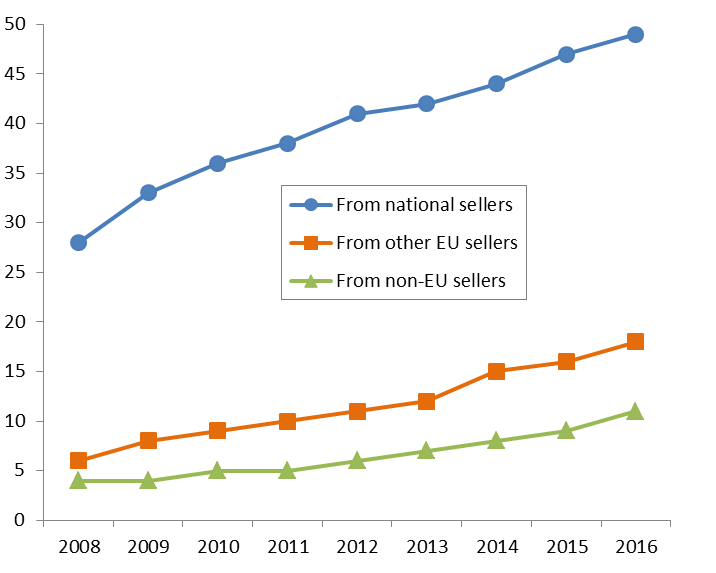 50
45
40
35
30
25
20
15
10
5
0
From national sellers
From other EU sellers
From non-EU sellers
2008 2009 2010 2011 2012 2013 2014 2015 2016